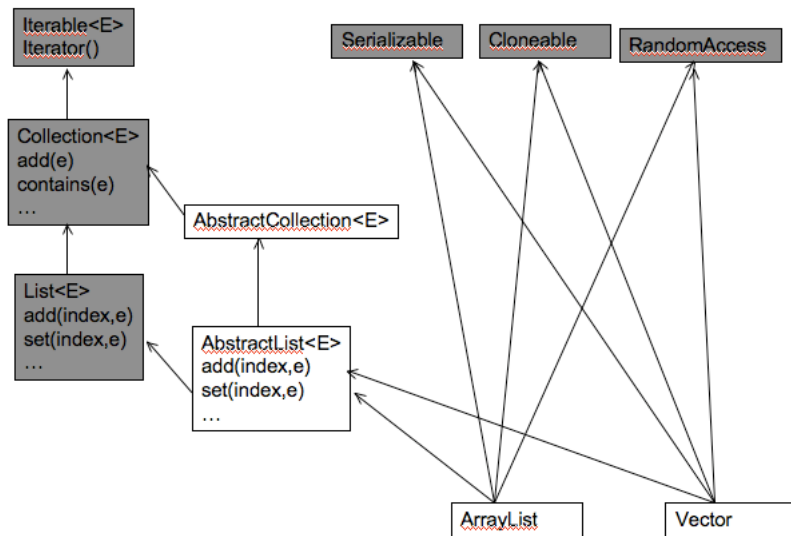 Iterable<E>
Iterator()
Serializable
Cloneable
RandomAccess
Collection<E>
add(e)
contains(e)
...
AbstractCollection<E>
List<E>
add(index,e)
set(index,e)
...
AbstractList<E>
add(index,e)
set(index,e)
...
ArrayList
Vector